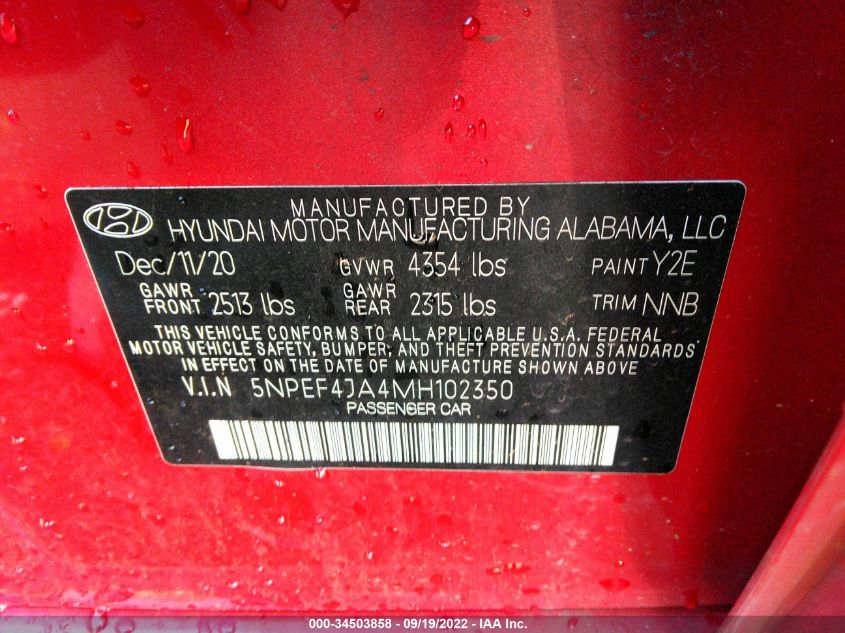 MANUFACTURED BY
HYUNDAI MOTOR MANUFACTURING ALABAMA, LLC
Dec/11/20 GVWR 4354 lbs PAINT Y2E
GAWR FRONT 2513 lbs GAWR REAR 2315 lbs TRIM NNB
THIS VEHICLE CONFORMS TO ALL APPLICABLE U.S.A. FEDERAL
MOTOR VEHICLE SAFETY, BUMPER, AND THEFT PREVENTION STANDARDS
IN EFFECT ON THE DATE OF MANUFACTURE SHOWN ABOVE
V.I.N 5NPEF4JA4MH102350
PASSENGER CAR
000-34503858 - 09/19/2022 - IAA Inc.